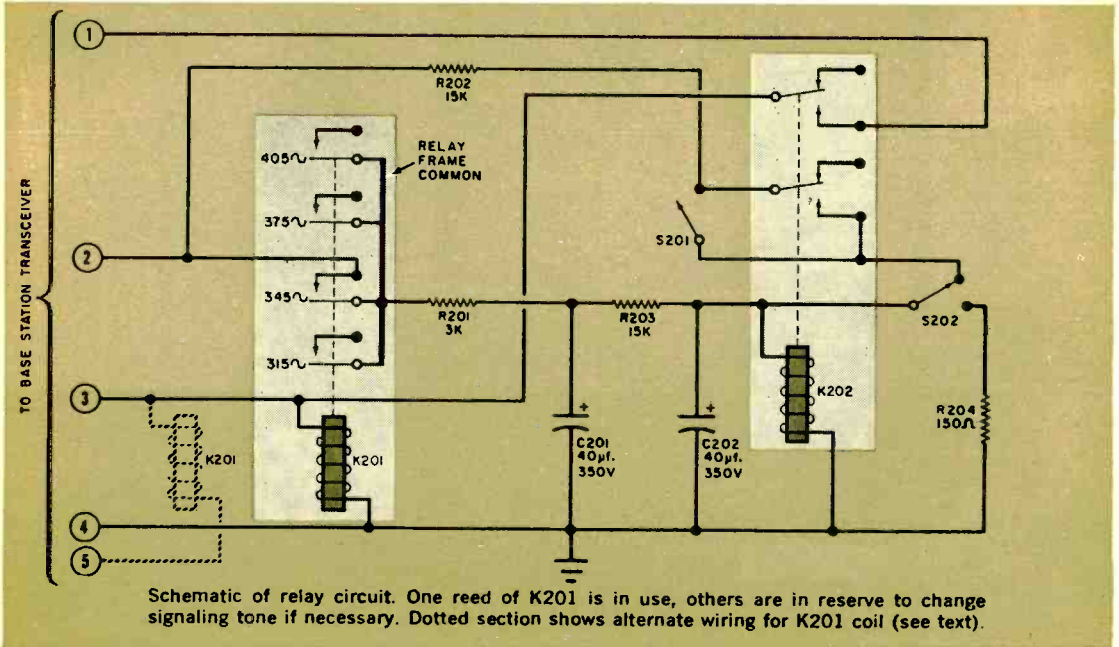 TO BASE STATION TRANSCEIVER
1
R202
15K
405~
RELAY
FRAME
COMMON
375~
2
S201
345~
R201
3K
R203
15K
S202
315~
3
K202
K201
K201
C201
40µf.
350V
C202
40µf.
350V
R204
150Ω
4
5
Schematic of relay circuit. One reed of K201 is in use, others are in reserve to change
signaling tone if necessary. Dotted section shows alternate wiring for K201 coil (see text).